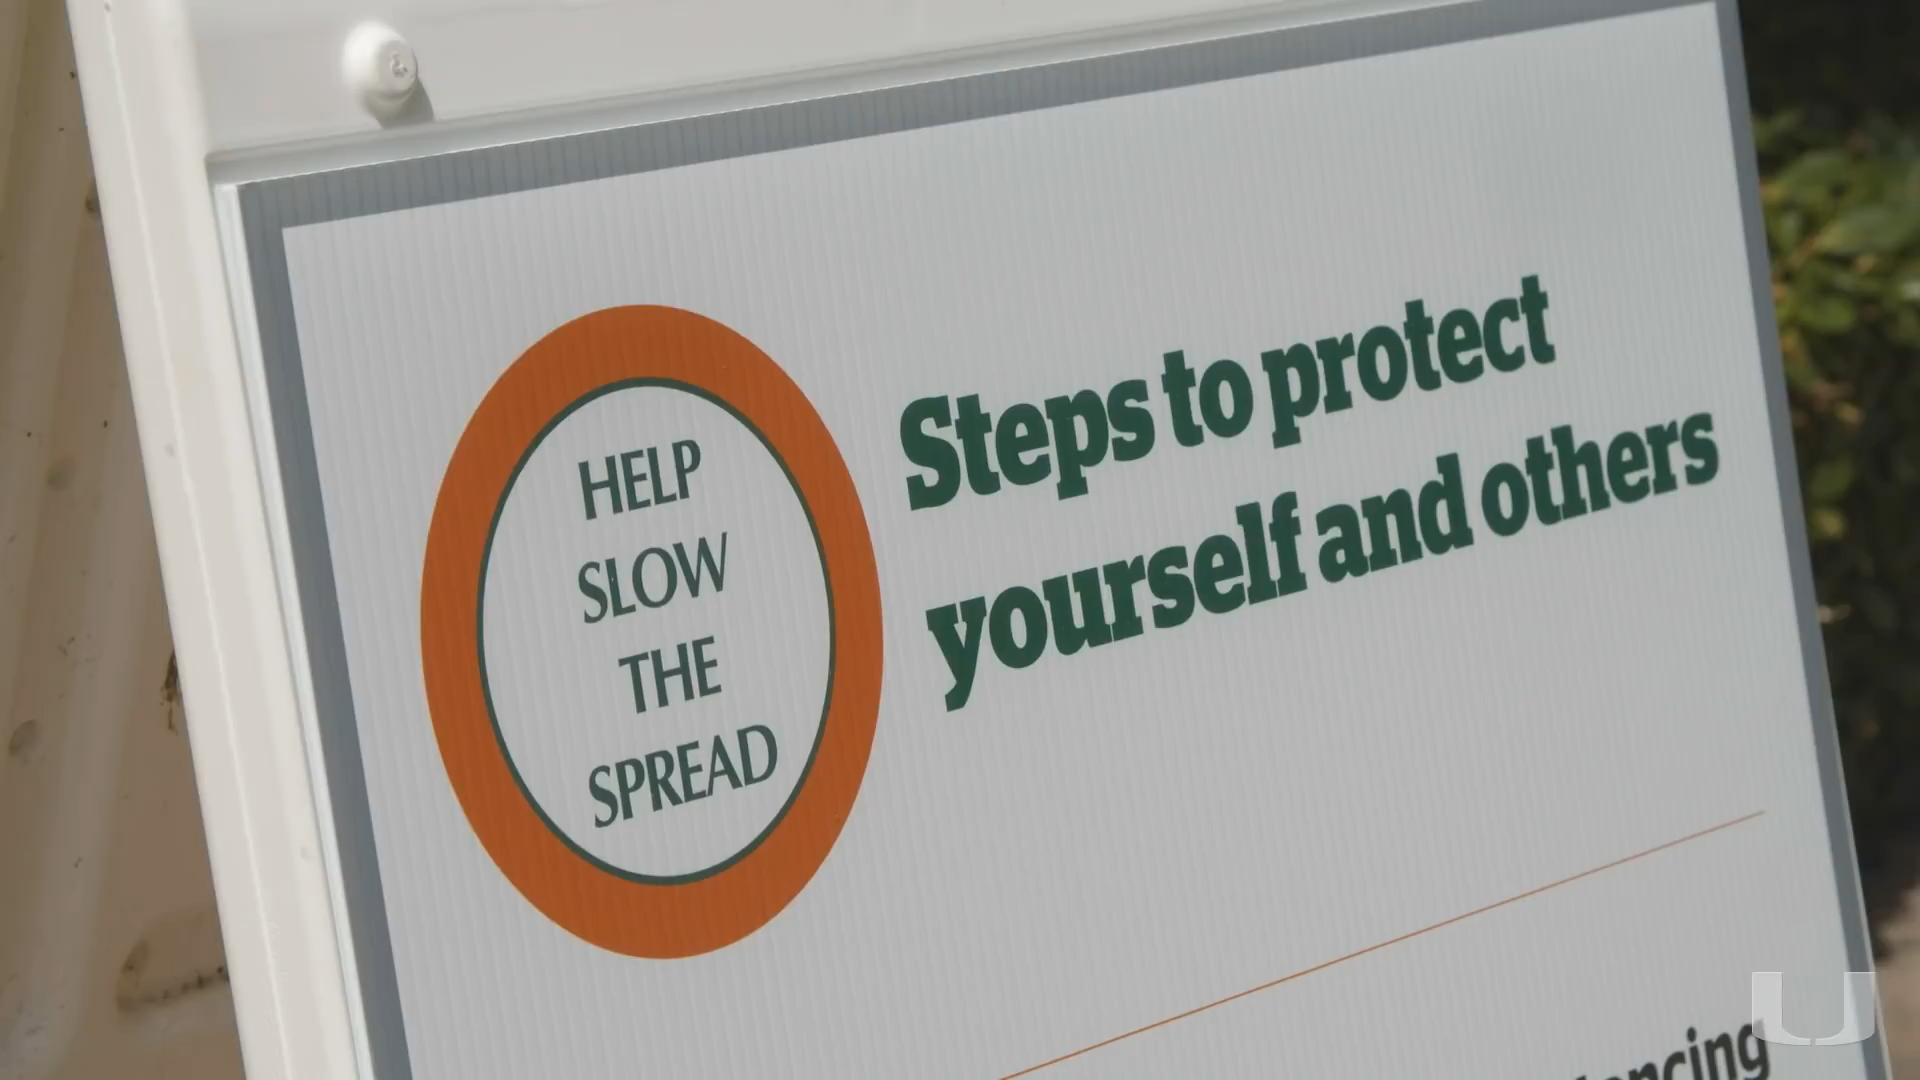 HELP
SLOW
THE
SPREAD
Steps to protect
yourself and others